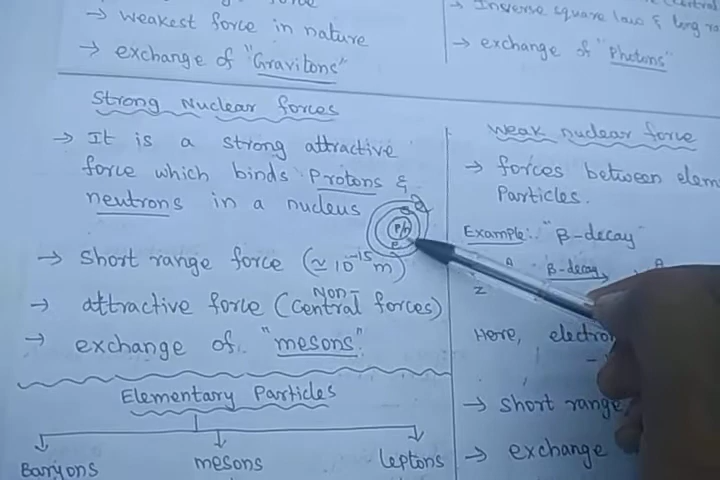 → weakest force in nature
→ exchange of "Gravitons"
→ Inverse square law & long
→ exchange of "Photons"
Strong Nuclear forces
→ It is a strong attractive
force which binds Protons &
neutrons in a nucleus
→ short range force (≃ 10⁻¹⁵ m)
→ attractive force (Non-Central forces)
→ exchange of "mesons"
Elementary Particles
Baryons mesons leptons
weak nuclear force
→ forces between elem
Particles.
Example:- "β-decay"
β-decay
Z
Here, electron
→ short range
→ exchange